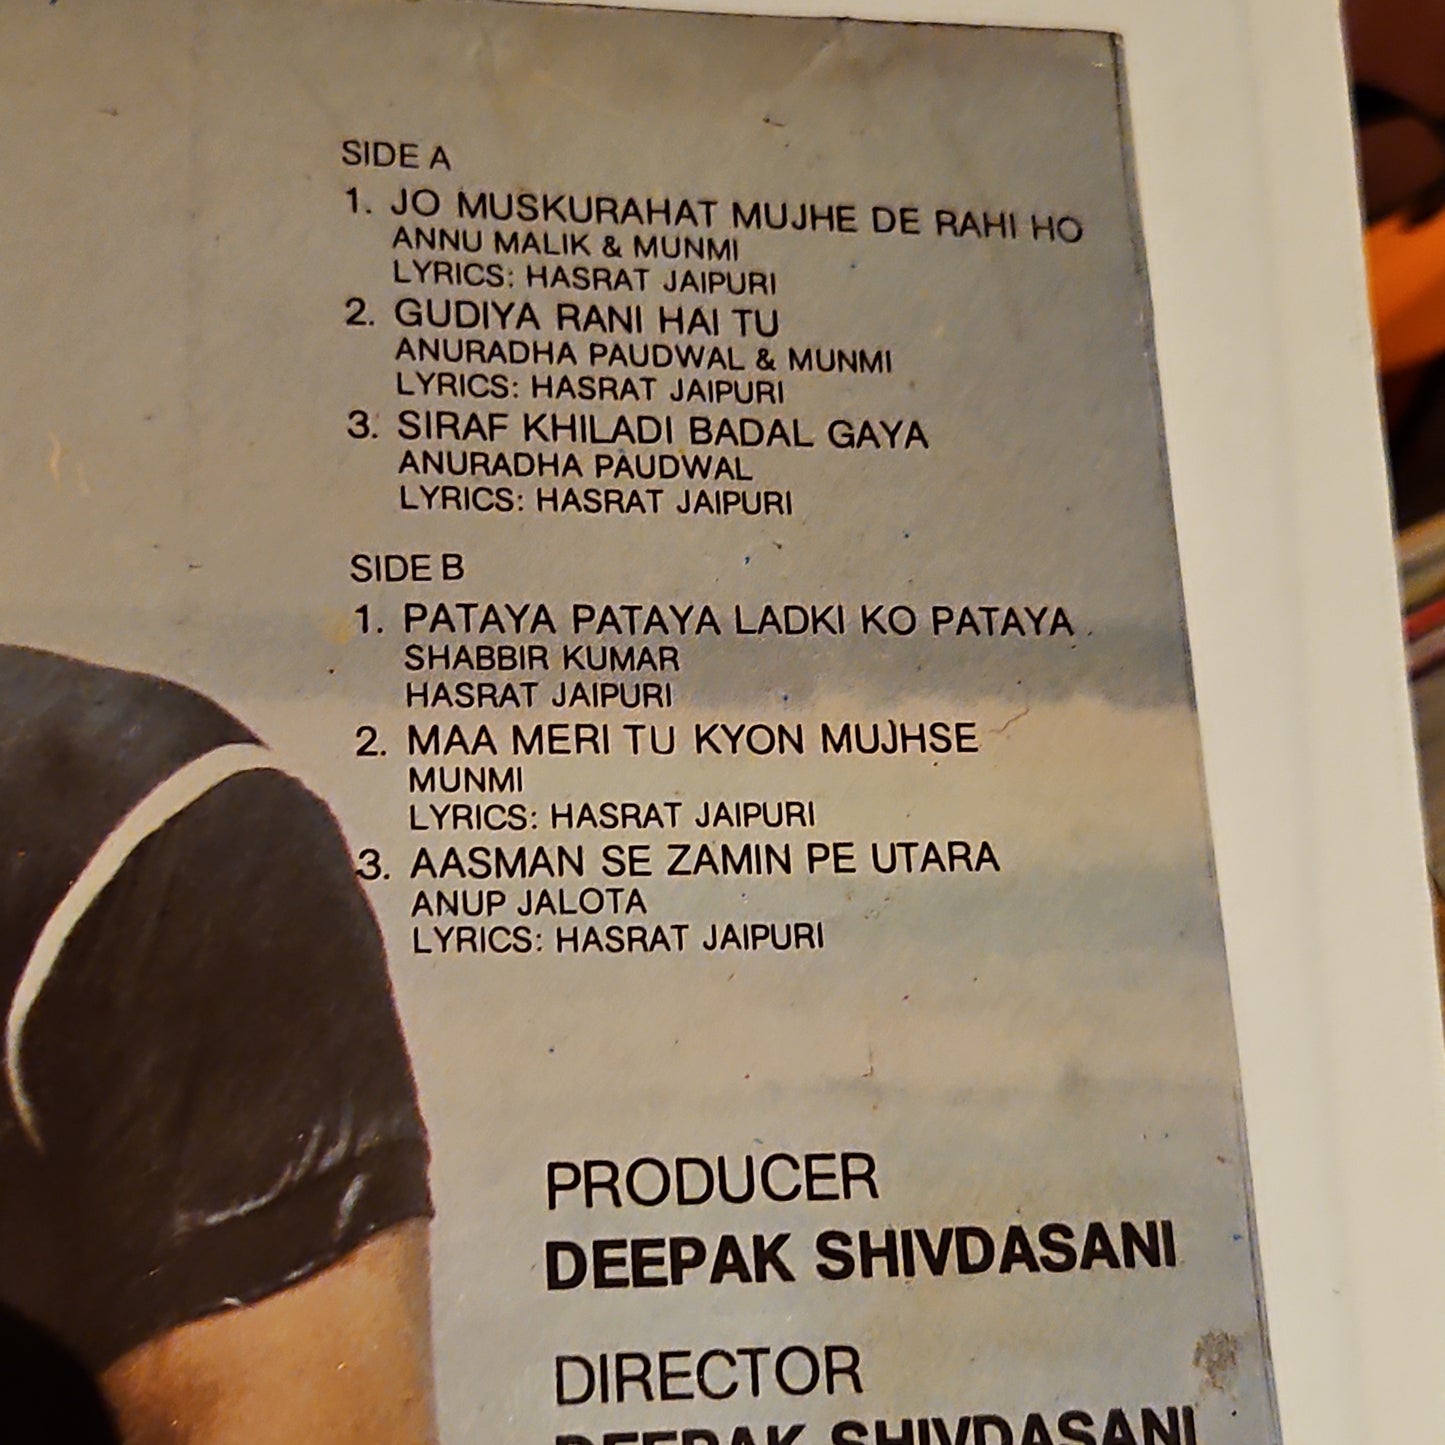 SIDE A
1. JO MUSKURAHAT MUJHE DE RAHI HO
ANNU MALIK & MUNMI
LYRICS: HASRAT JAIPURI
2. GUDIYA RANI HAI TU
ANURADHA PAUDWAL & MUNMI
LYRICS: HASRAT JAIPURI
3. SIRAF KHILADI BADAL GAYA
ANURADHA PAUDWAL
LYRICS: HASRAT JAIPURI
SIDE B
1. PATAYA PATAYA LADKI KO PATAYA
SHABBIR KUMAR
HASRAT JAIPURI
2. MAA MERI TU KYON MUJHSE
MUNMI
LYRICS: HASRAT JAIPURI
3. AASMAN SE ZAMIN PE UTARA
ANUP JALOTA
LYRICS: HASRAT JAIPURI
PRODUCER
DEEPAK SHIVDASANI
DIRECTOR
DEEPAK SHIVDASANI